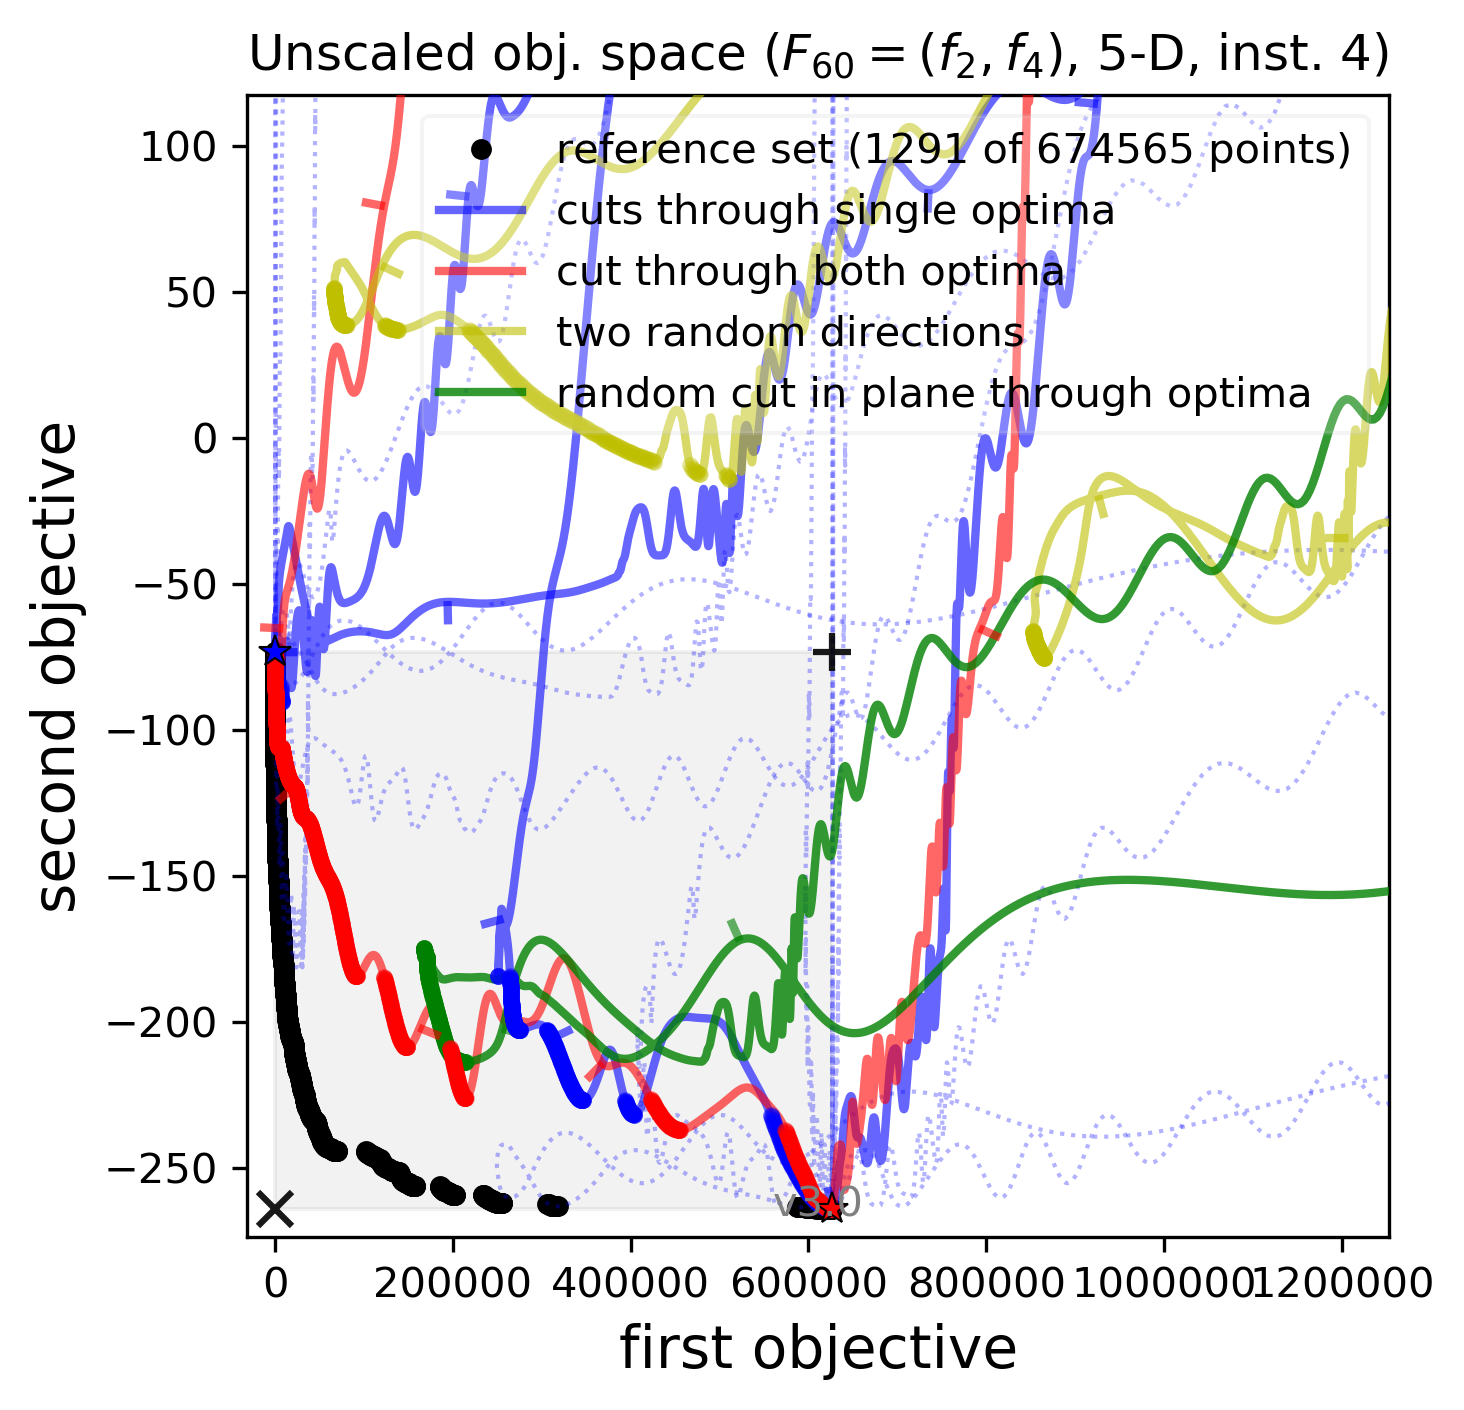 Unscaled obj. space (F₆₀ = (f₂, f₄), 5-D, inst. 4)
reference set (1291 of 674565 points)
cuts through single optima
cut through both optima
two random directions
random cut in plane through optima
100
50
0
−50
−100
−150
−200
−250
second objective
v3.0
0 200000 400000 600000 800000 1000000 1200000
first objective